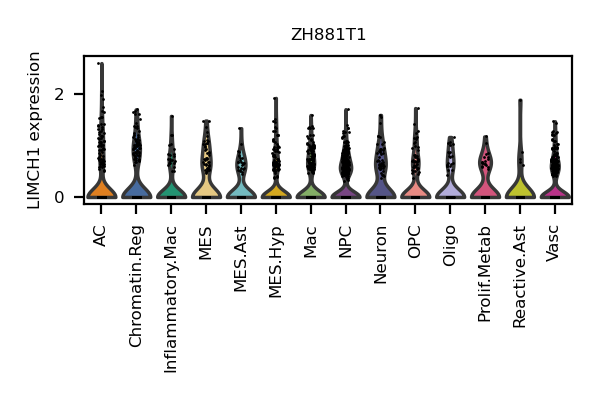 ZH881T1
LIMCH1 expression
2
0
AC
Chromatin.Reg
Inflammatory.Mac
MES
MES.Ast
MES.Hyp
Mac
NPC
Neuron
OPC
Oligo
Prolif.Metab
Reactive.Ast
Vasc